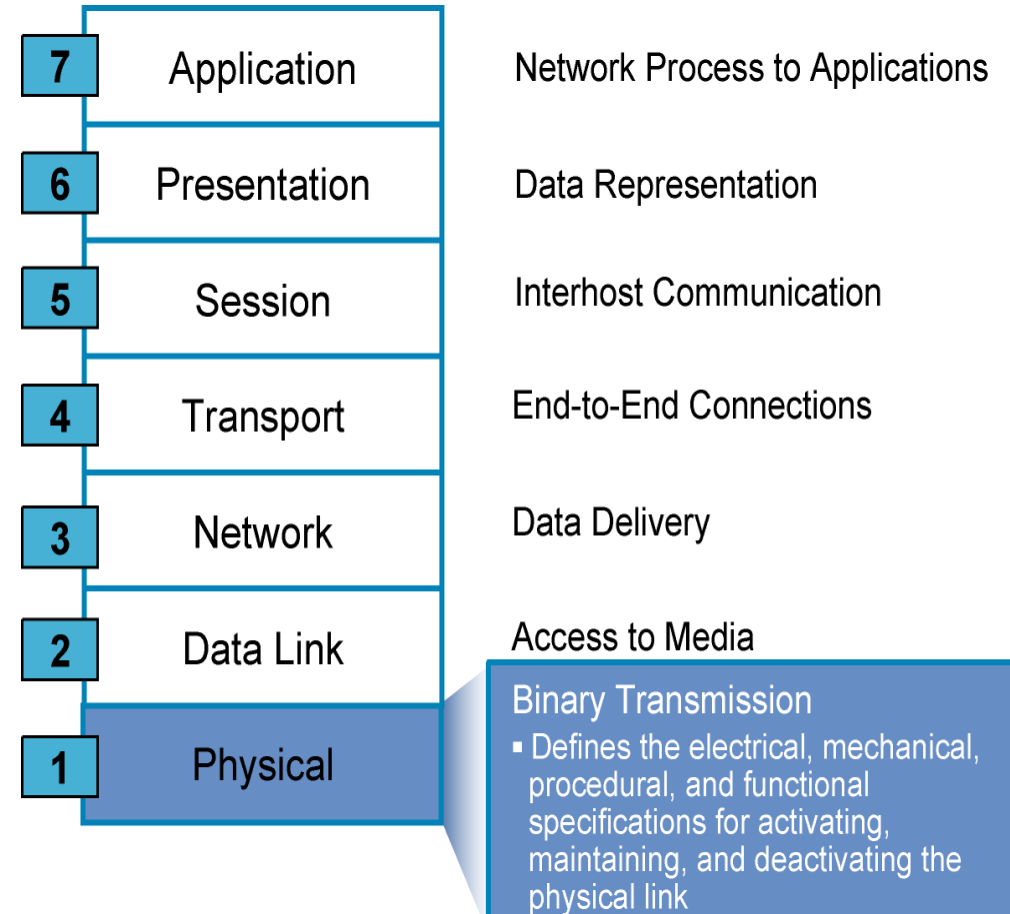 7 Application Network Process to Applications
6 Presentation Data Representation
5 Session Interhost Communication
4 Transport End-to-End Connections
3 Network Data Delivery
2 Data Link Access to Media
1 Physical
Binary Transmission
▪ Defines the electrical, mechanical,
procedural, and functional
specifications for activating,
maintaining, and deactivating the
physical link